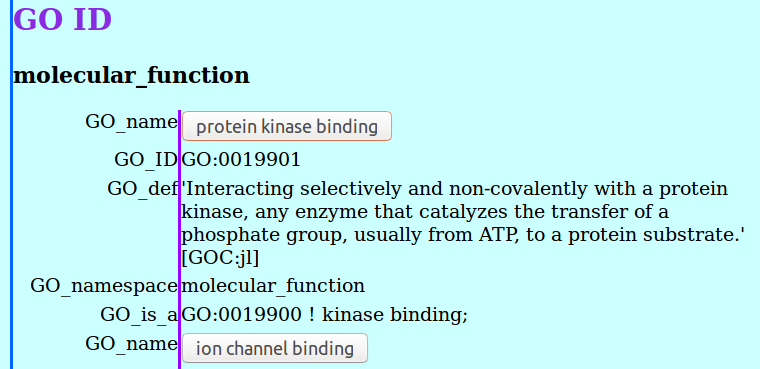 GO ID
molecular_function
GO_name protein kinase binding
GO_ID GO:0019901
GO_def 'Interacting selectively and non-covalently with a protein
kinase, any enzyme that catalyzes the transfer of a
phosphate group, usually from ATP, to a protein substrate.'
[GOC:jl]
GO_namespace molecular_function
GO_is_a GO:0019900 ! kinase binding;
GO_name ion channel binding